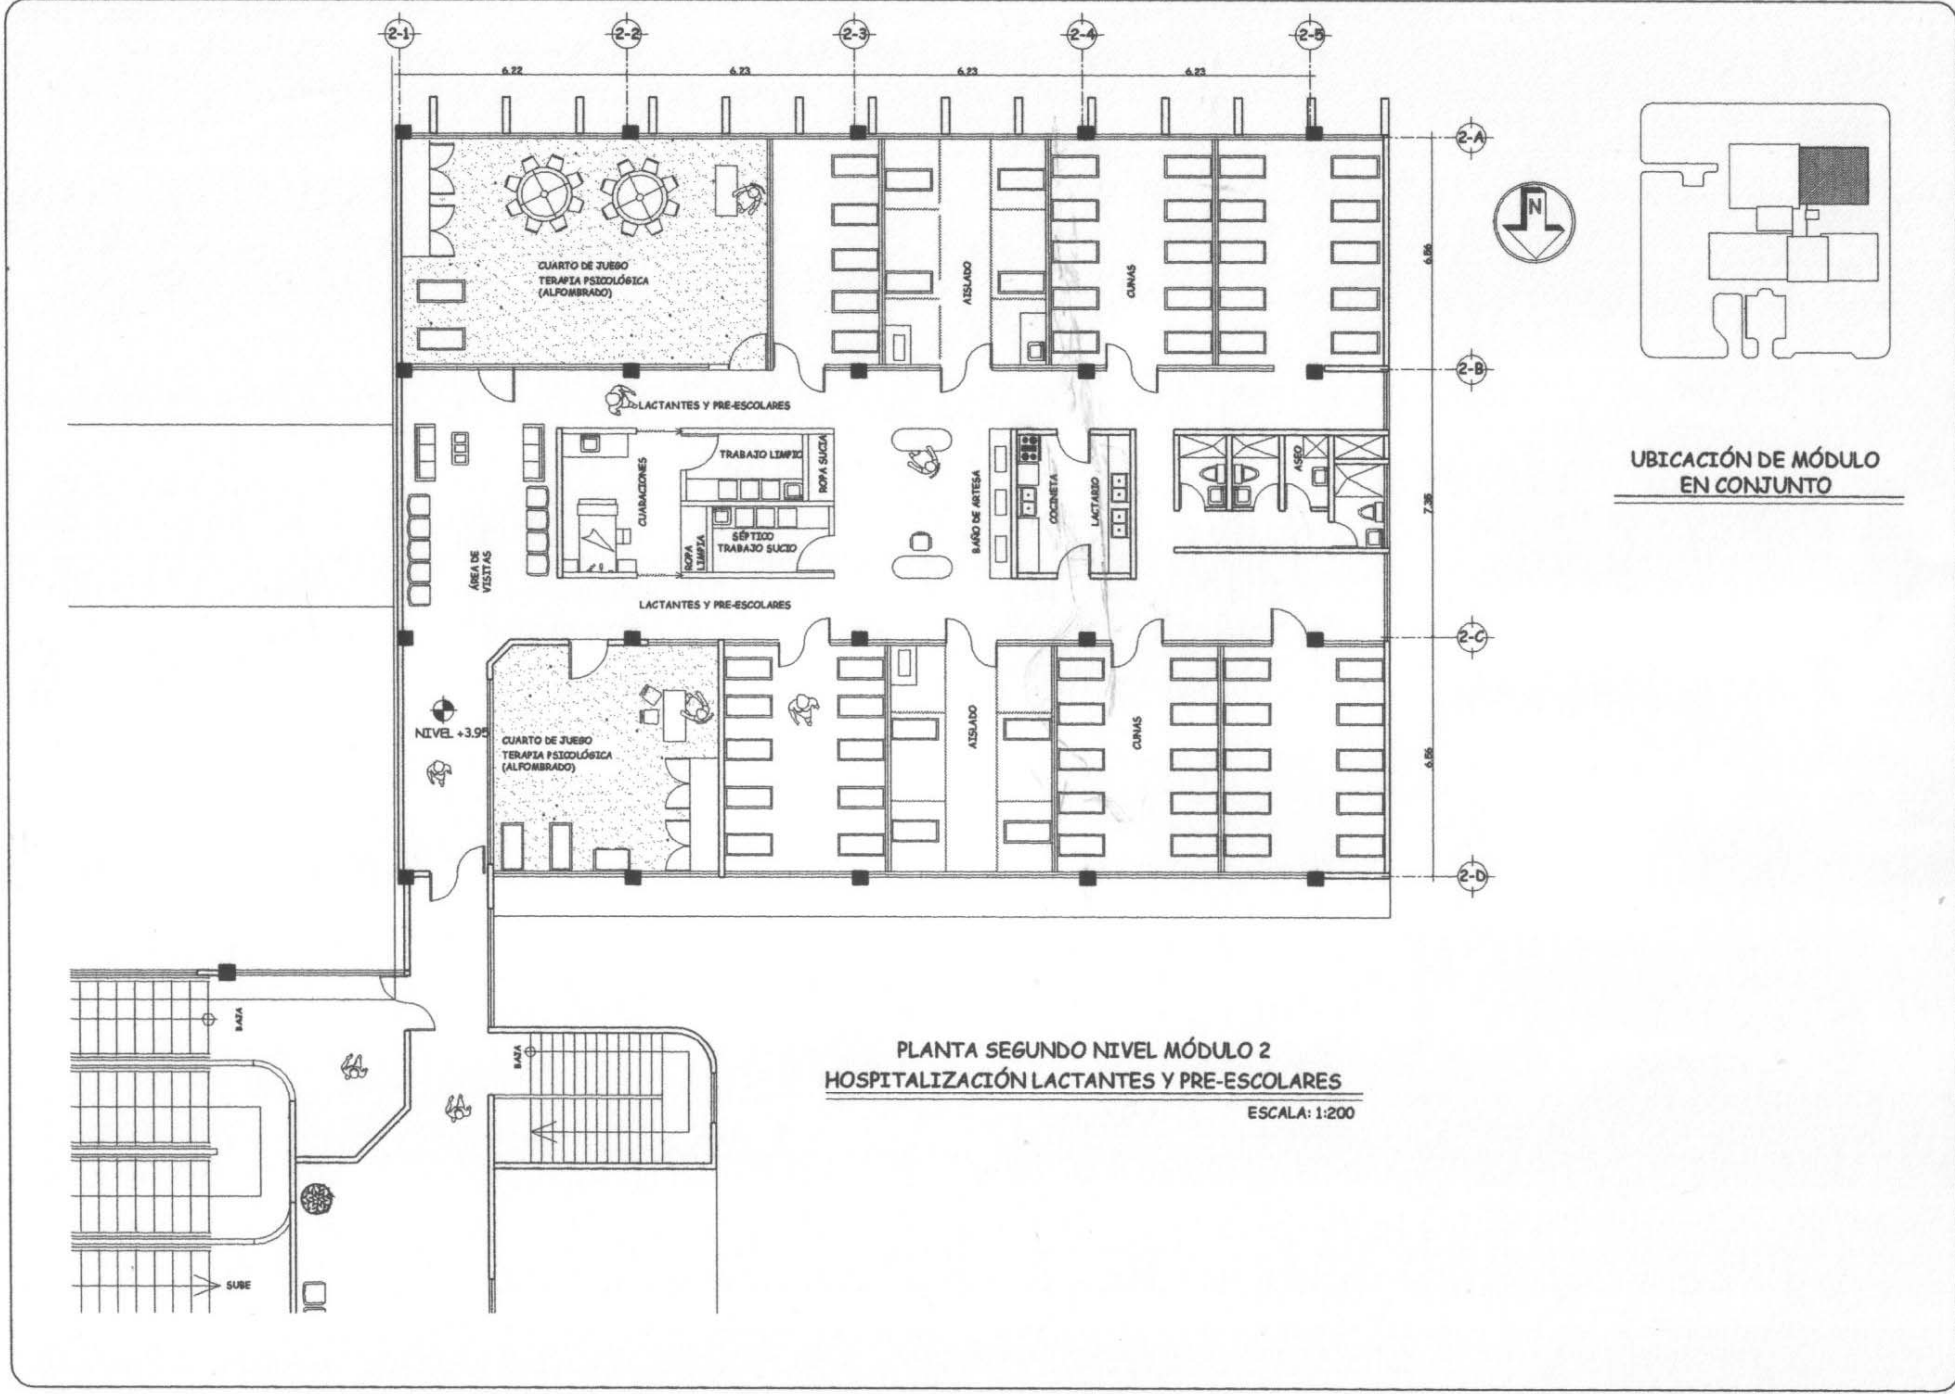 2-1
2-2
2-3
2-4
2-5
6.22
6.23
6.23
6.23
2-A
2-B
2-C
2-D
6.86
7.35
6.86
N
UBICACIÓN DE MÓDULO
EN CONJUNTO
CUARTO DE JUEGO
TERAPIA PSICOLÓGICA
(ALFOMBRADO)
AISLADO
CUNAS
LACTANTES Y PRE-ESCOLARES
ÁREA DE
VISITAS
CURACIONES
TRABAJO LIMPIO
ROPA SUCIA
ROPA
LIMPIA
SÉPTICO
TRABAJO SUCIO
BAÑO DE ARTESA
COCINETA
LACTARIO
ASEO
LACTANTES Y PRE-ESCOLARES
NIVEL +3.95
CUARTO DE JUEGO
TERAPIA PSICOLÓGICA
(ALFOMBRADO)
AISLADO
CUNAS
BAJA
BAJA
SUBE
PLANTA SEGUNDO NIVEL MÓDULO 2
HOSPITALIZACIÓN LACTANTES Y PRE-ESCOLARES
ESCALA: 1:200